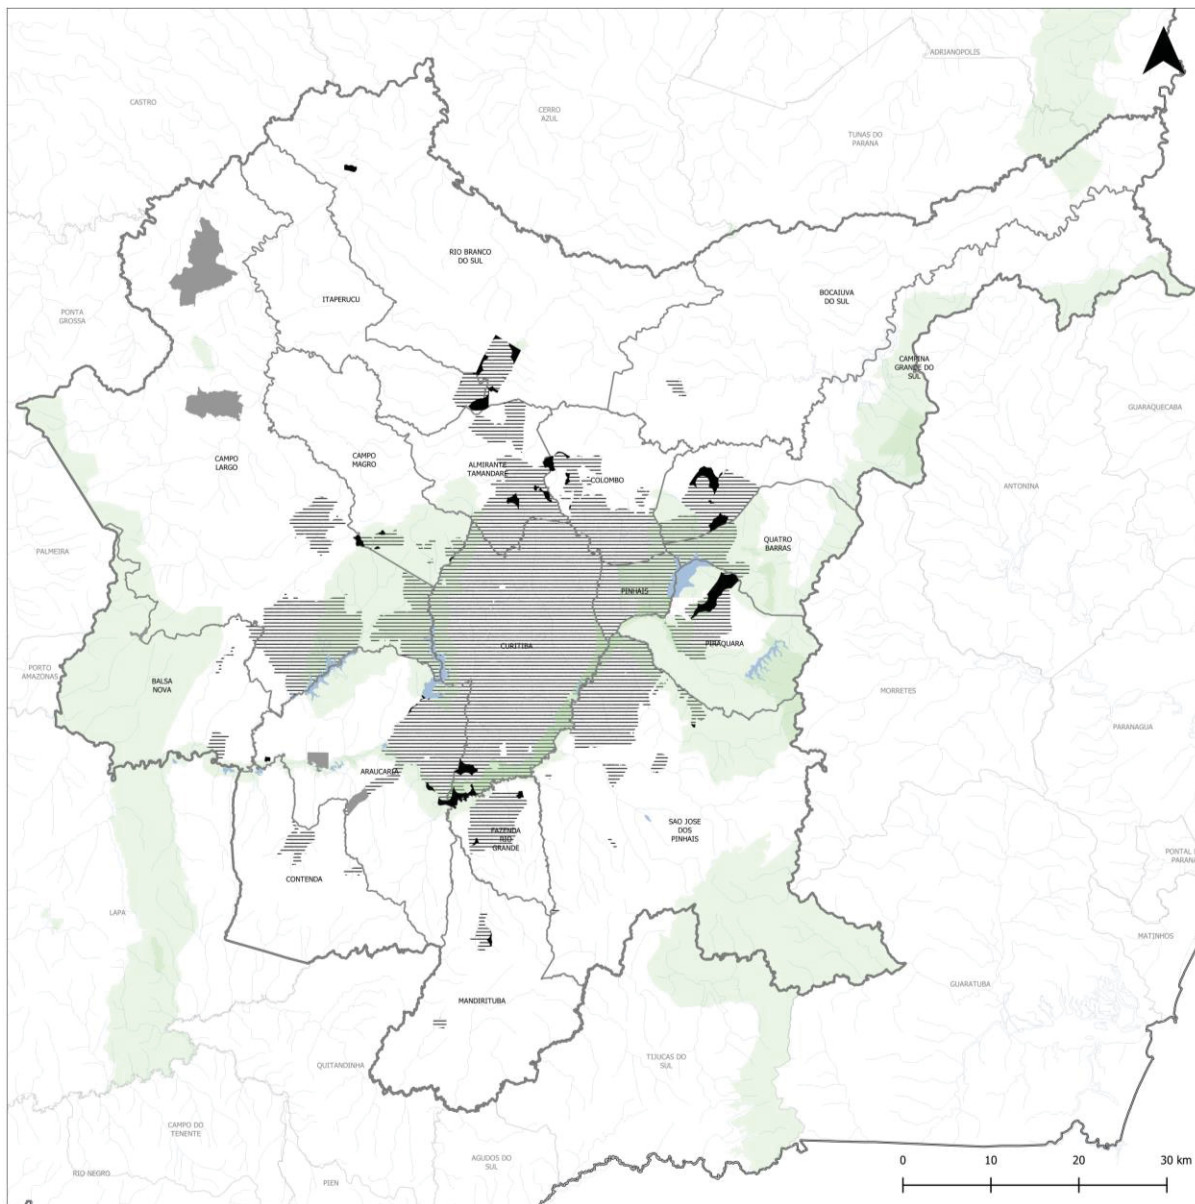 ADRIANOPOLIS
CASTRO
CERRO
AZUL
TUNAS DO
PARANA
RIO BRANCO
DO SUL
ITAPERUCU
BOCAIUVA
DO SUL
PONTA
GROSSA
CAMPINA
GRANDE DO
SUL
GUARAQUECABA
CAMPO
LARGO
CAMPO
MAGRO
ALMIRANTE
TAMANDARE
COLOMBO
ANTONINA
PALMEIRA
QUATRO
BARRAS
PINHAIS
CURITIBA
PIRAQUARA
PORTO
AMAZONAS
BALSA
NOVA
MORRETES
PARANAGUA
ARAUCARIA
SAO JOSE
DOS
PINHAIS
FAZENDA
RIO
GRANDE
CONTENDA
PONTAL D
PARANA
LAPA
MATINHOS
GUARATUBA
MANDIRITUBA
QUITANDINHA
TIJUCAS DO
SUL
CAMPO DO
TENENTE
RIO NEGRO
PIEN
AGUDOS DO
SUL
0 10 20 30 km